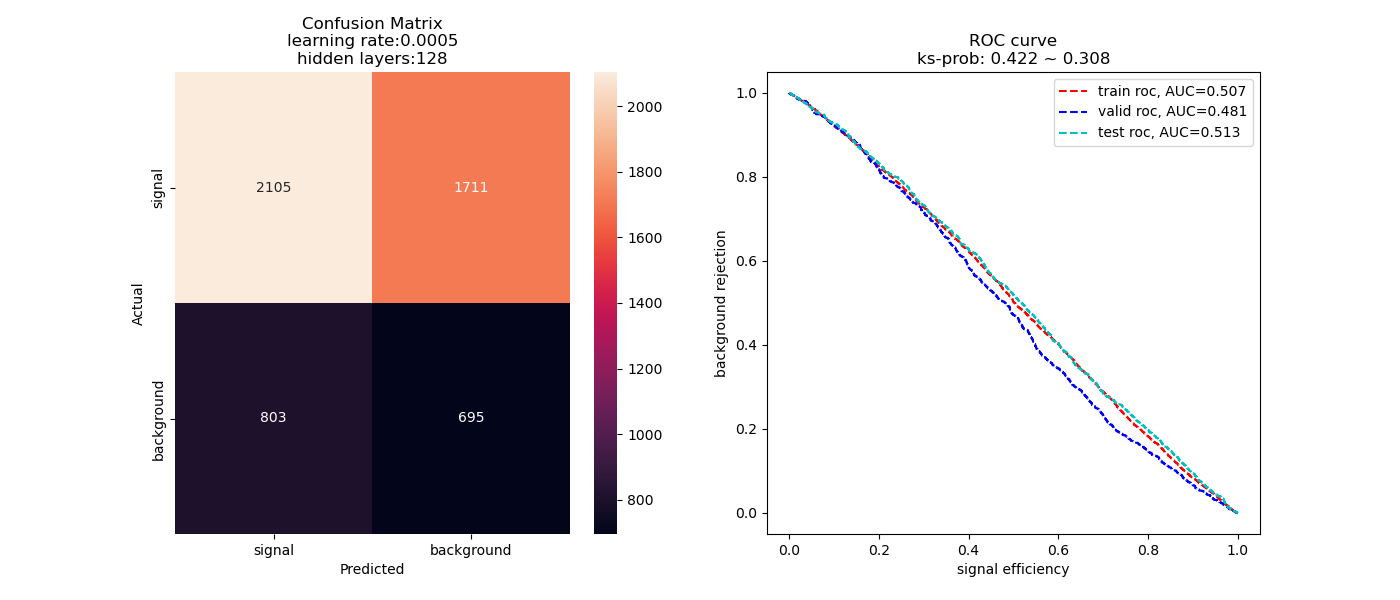 Confusion Matrix
learning rate:0.0005
hidden layers:128
signal
background
Actual
2105
1711
803
695
signal
background
Predicted
2000
1800
1600
1400
1200
1000
800
ROC curve
ks-prob: 0.422 ~ 0.308
train roc, AUC=0.507
valid roc, AUC=0.481
test roc, AUC=0.513
background rejection
1.0
0.8
0.6
0.4
0.2
0.0
0.0
0.2
0.4
0.6
0.8
1.0
signal efficiency